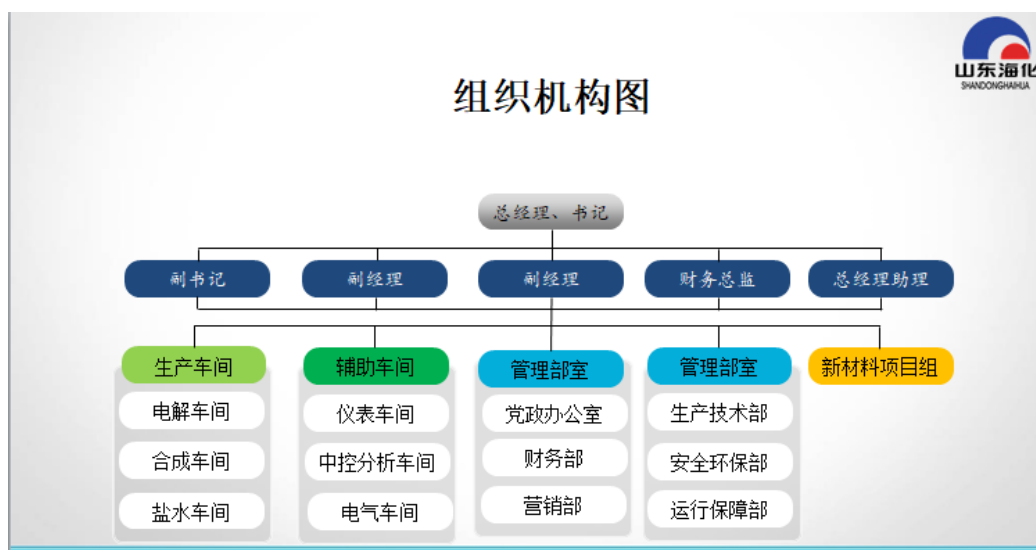 山东海化
SHANDONGHAIHUA
组织机构图
总经理、书记
副书记
副经理
副经理
财务总监
总经理助理
生产车间
辅助车间
管理部室
管理部室
新材料项目组
电解车间
仪表车间
党政办公室
生产技术部
合成车间
中控分析车间
财务部
安全环保部
盐水车间
电气车间
营销部
运行保障部